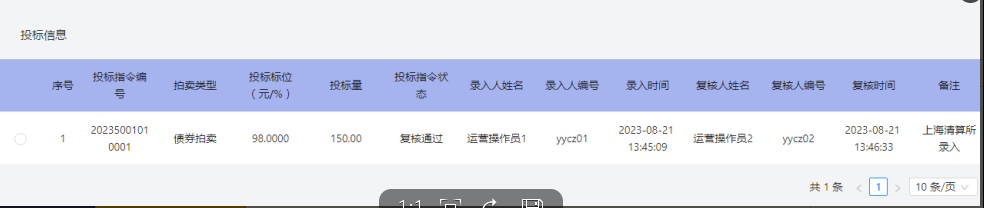 投标信息
序号 投标指令编号 拍卖类型 投标标位（元/%） 投标量 投标指令状态 录入人姓名 录入人编号 录入时间 复核人姓名 复核人编号 复核时间 备注
1 20235001010001 债券拍卖 98.0000 150.00 复核通过 运营操作员1 yycz01 2023-08-21 13:45:09 运营操作员2 yycz02 2023-08-21 13:46:33 上海清算所录入
共 1 条 < 1 > 10 条/页
1:1